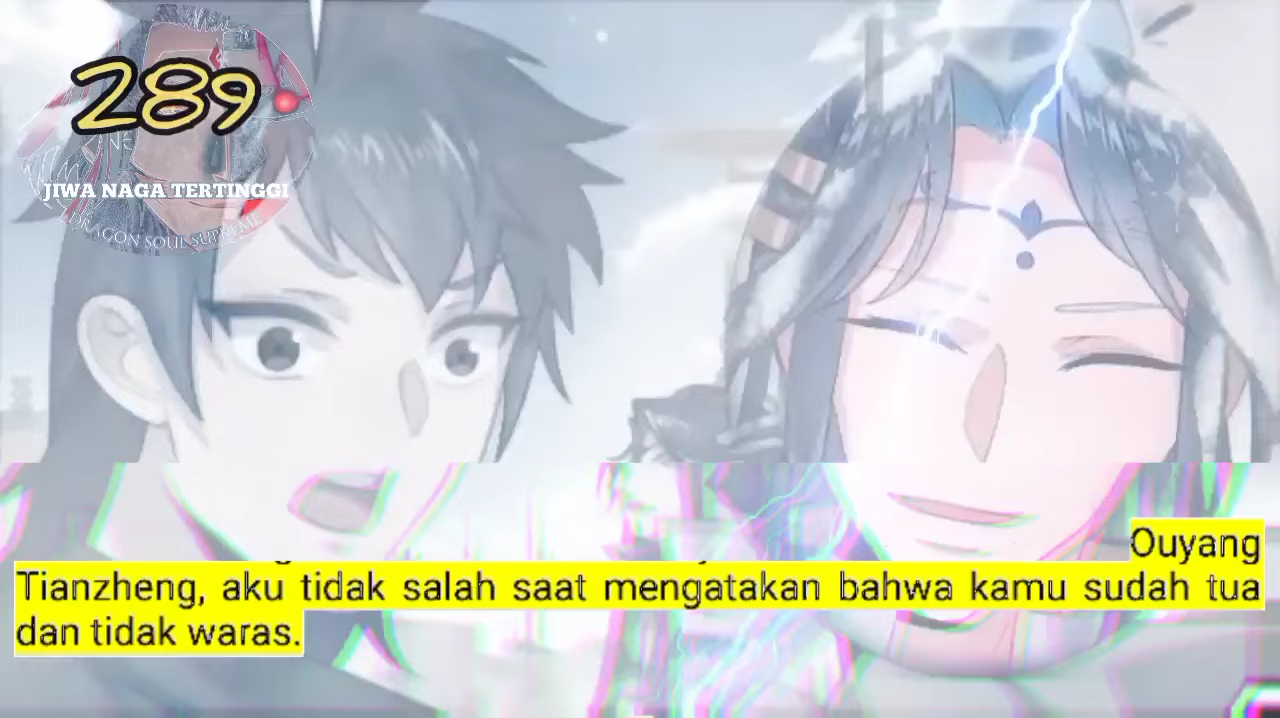 289
JIWA NAGA TERTINGGI
DRAGON SOUL SUPREME
Ouyang
Tianzheng, aku tidak salah saat mengatakan bahwa kamu sudah tua
dan tidak waras.